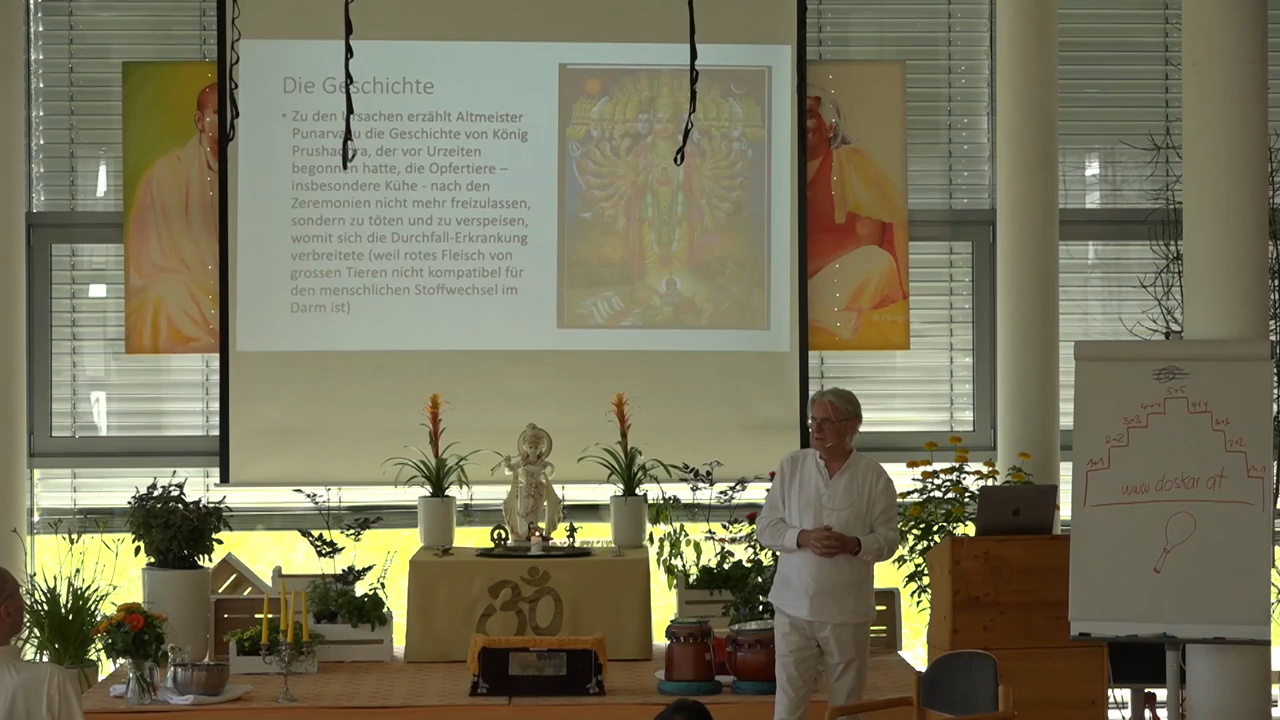 Die Geschichte
• Zu den Ursachen erzählt Altmeister
Punarvasu die Geschichte von König
der vor Urzeiten
begonnen hatte, die Opfertiere –
insbesondere Kühe - nach den
Zeremonien nicht mehr freizulassen,
sondern zu töten und zu verspeisen,
womit sich die Durchfall-Erkrankung
verbreitete (weil rotes Fleisch von
grossen Tieren nicht kompatibel für
den menschlichen Stoffwechsel im
Darm ist)
5+5
4+4 4+4
3+3 3+3
2+2 2+2
1+1 1+1
www.doskar.at
ॐ